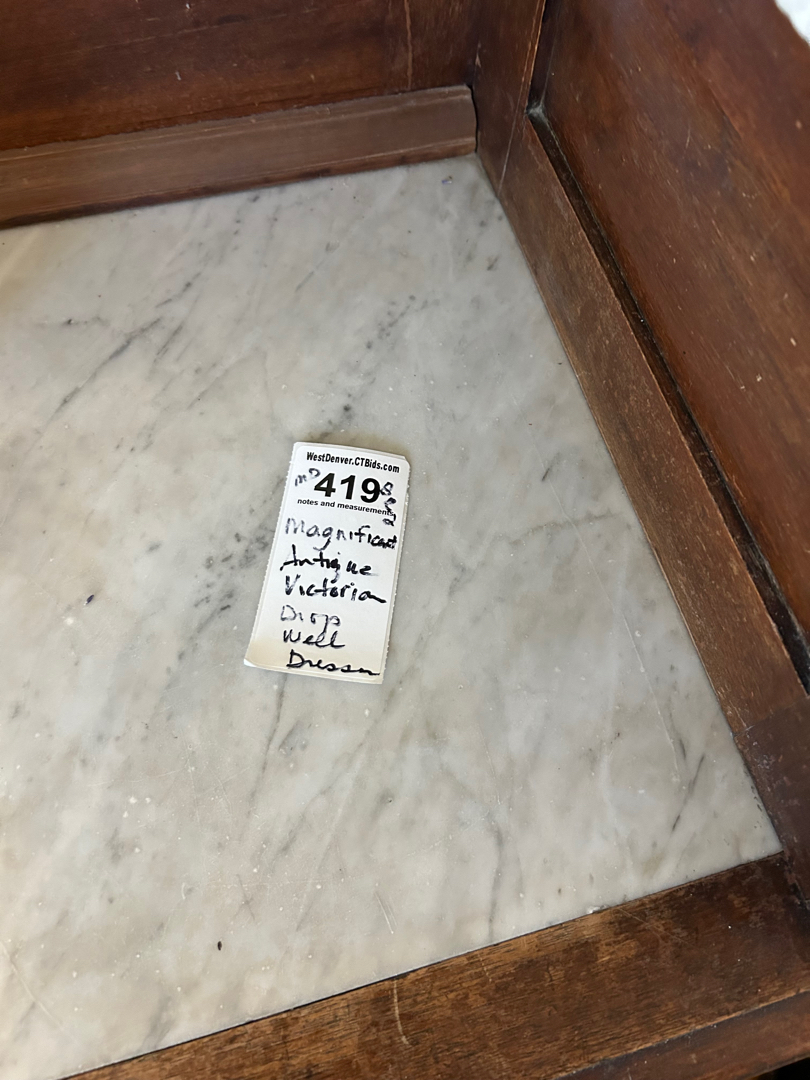 WestDenver.CTBids.com
419
notes and measurements
Magnificent
Antique
Victorian
Drop
Well
Dresser